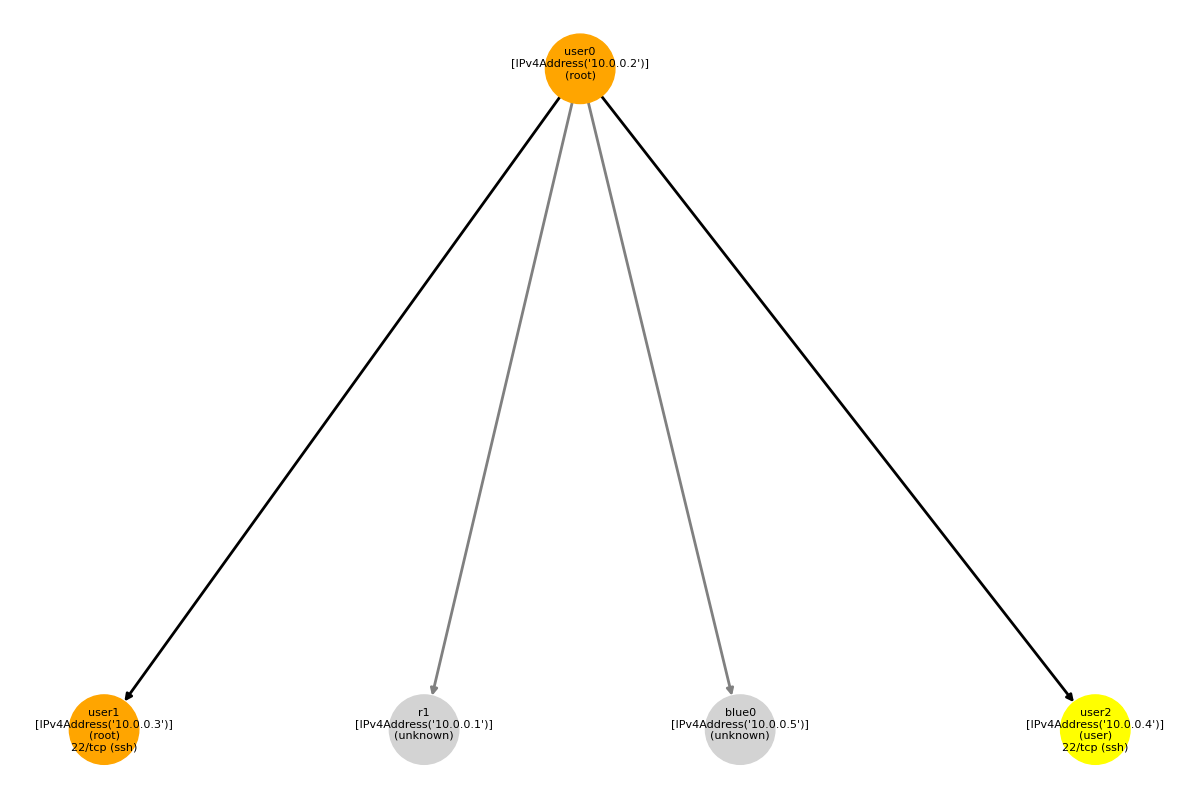 user0
[IPv4Address('10.0.0.2')]
(root)
user1
[IPv4Address('10.0.0.3')]
(root)
22/tcp (ssh)
r1
[IPv4Address('10.0.0.1')]
(unknown)
blue0
[IPv4Address('10.0.0.5')]
(unknown)
user2
[IPv4Address('10.0.0.4')]
(user)
22/tcp (ssh)